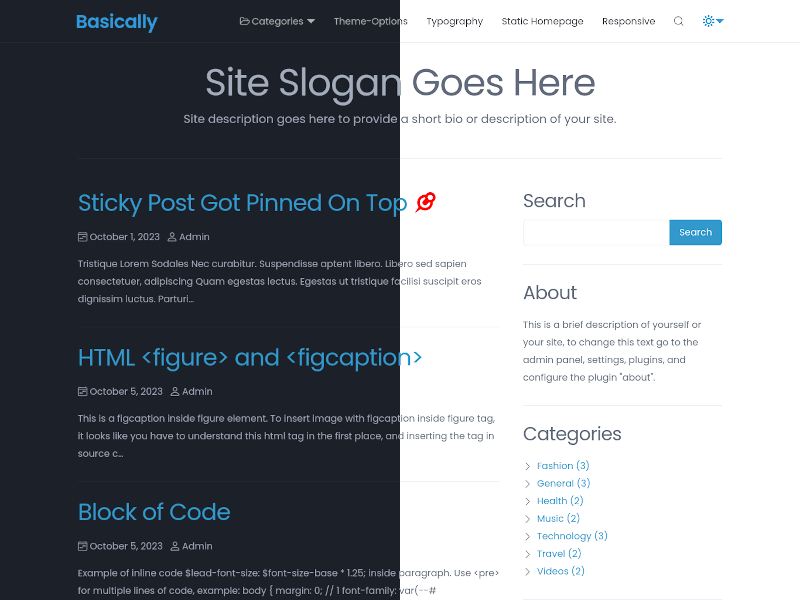 Basically
Categories Theme-Options Typography Static Homepage Responsive
Site Slogan Goes Here
Site description goes here to provide a short bio or description of your site.
Sticky Post Got Pinned On Top
October 1, 2023 Admin
Tristique Lorem Sodales Nec curabitur. Suspendisse aptent libero. Libero sed sapien
consectetuer, adipiscing Quam egestas lectus. Egestas ut tristique facilisi suscipit eros
dignissim luctus. Parturi...
HTML <figure> and <figcaption>
October 5, 2023 Admin
This is a figcaption inside figure element. To insert image with figcaption inside figure tag,
it looks like you have to understand this html tag in the first place, and inserting the tag in
source c...
Block of Code
October 5, 2023 Admin
Example of inline code $lead-font-size: $font-size-base * 1.25; inside paragraph. Use <pre>
for multiple lines of code, example: body { margin: 0; // 1 font-family: var(--#
Search
Search
About
This is a brief description of yourself or
your site, to change this text go to the
admin panel, settings, plugins, and
configure the plugin "about".
Categories
Fashion (3)
General (3)
Health (2)
Music (2)
Technology (3)
Travel (2)
Videos (2)